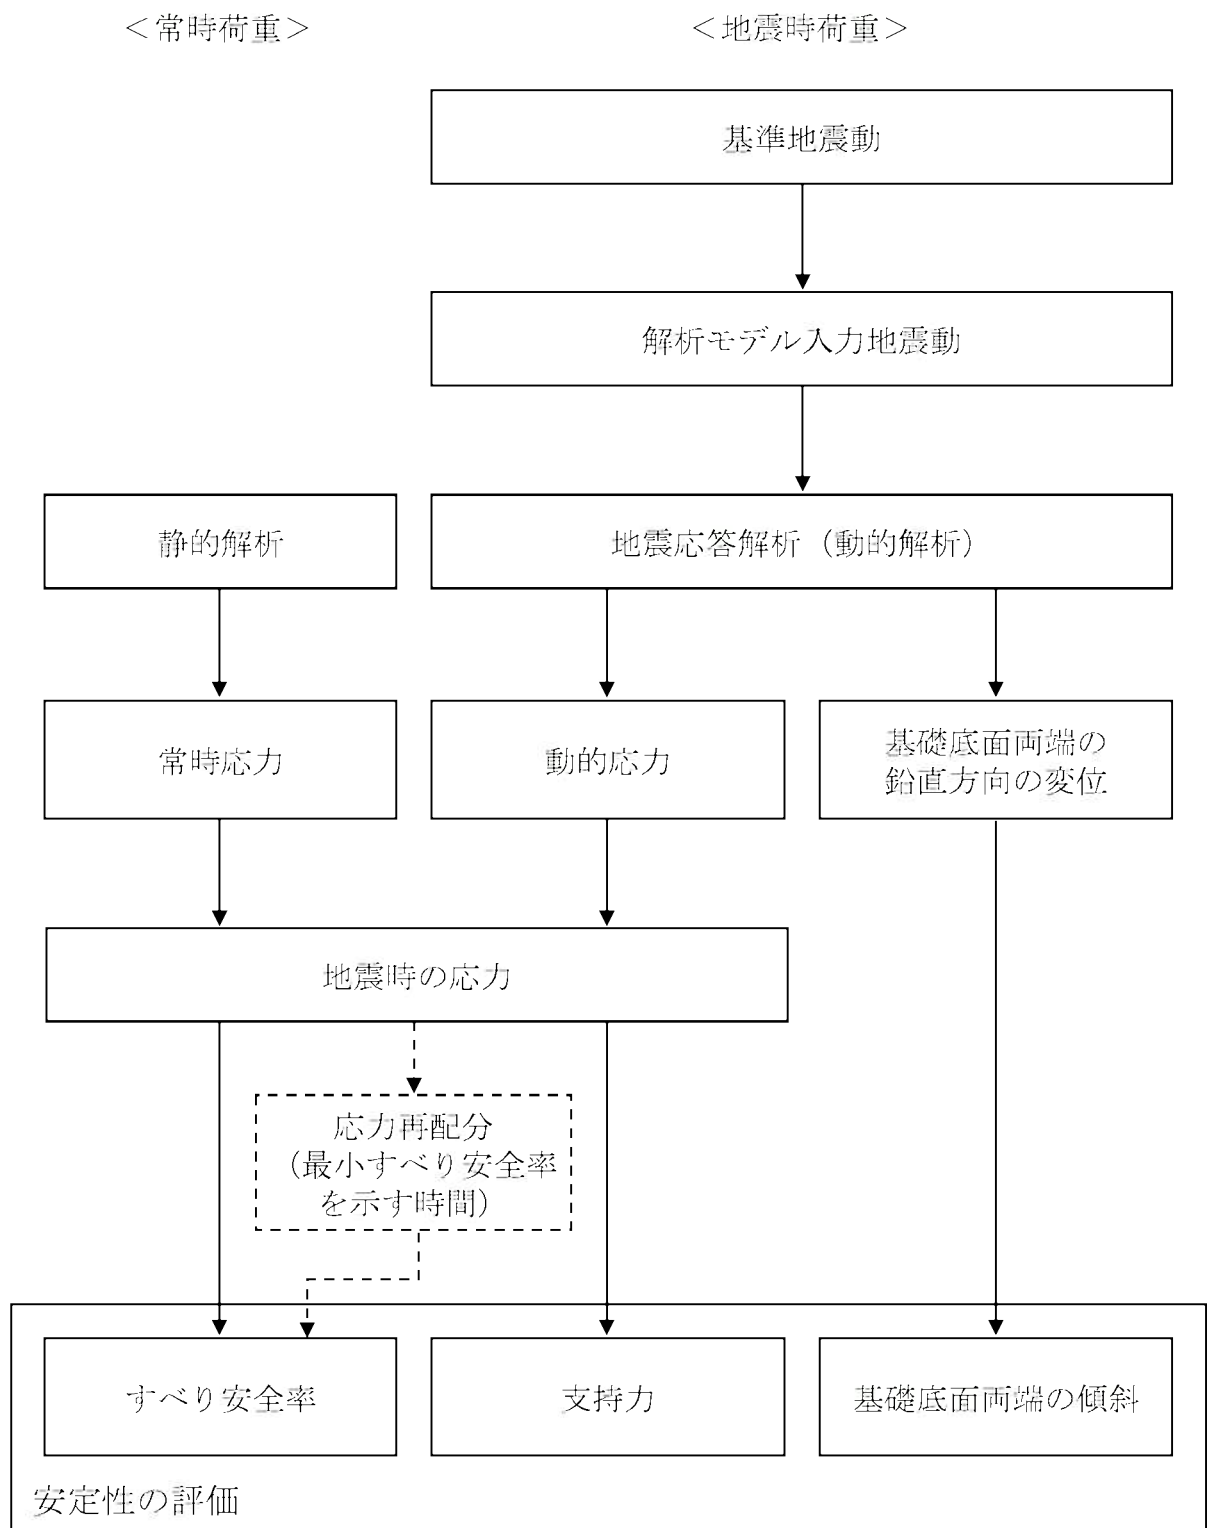 ＜常時荷重＞
＜地震時荷重＞
基準地震動
解析モデル入力地震動
静的解析
地震応答解析（動的解析）
常時応力
動的応力
基礎底面両端の
鉛直方向の変位
地震時の応力
応力再配分
（最小すべり安全率
を示す時間）
すべり安全率
支持力
基礎底面両端の傾斜
安定性の評価